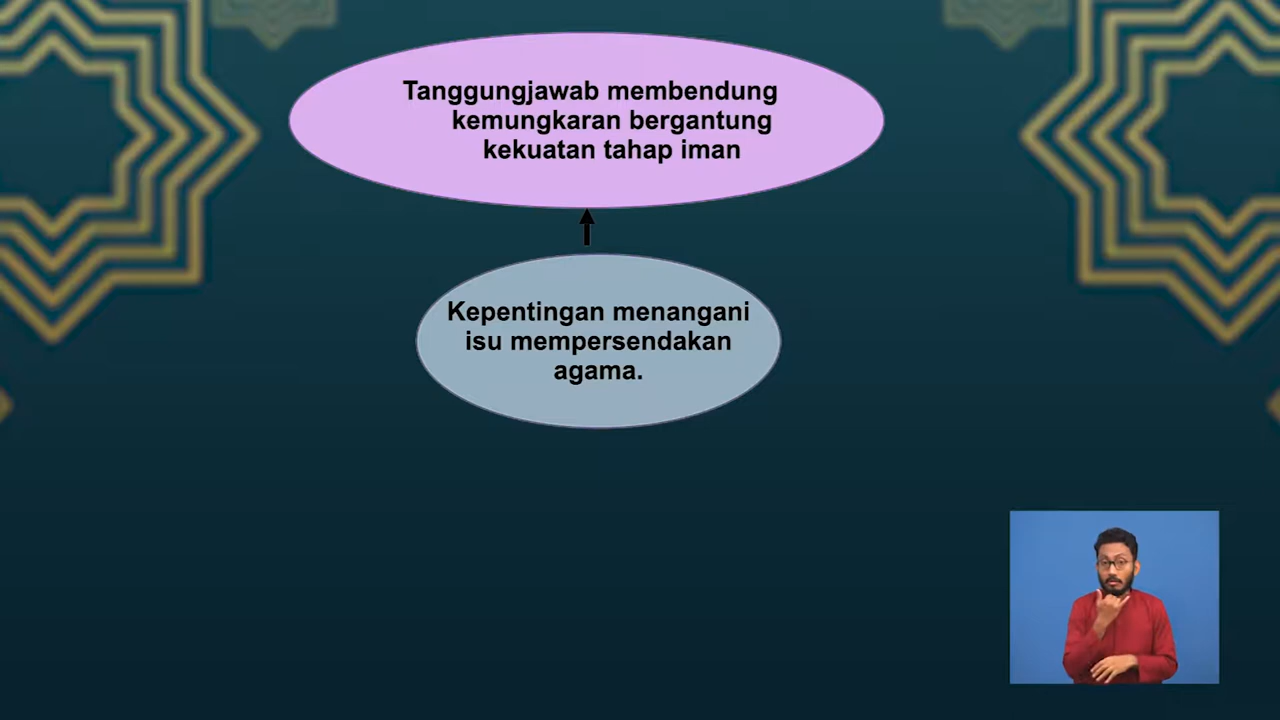 Tanggungjawab membendung
kemungkaran bergantung
kekuatan tahap iman
Kepentingan menangani
isu mempersendakan
agama.